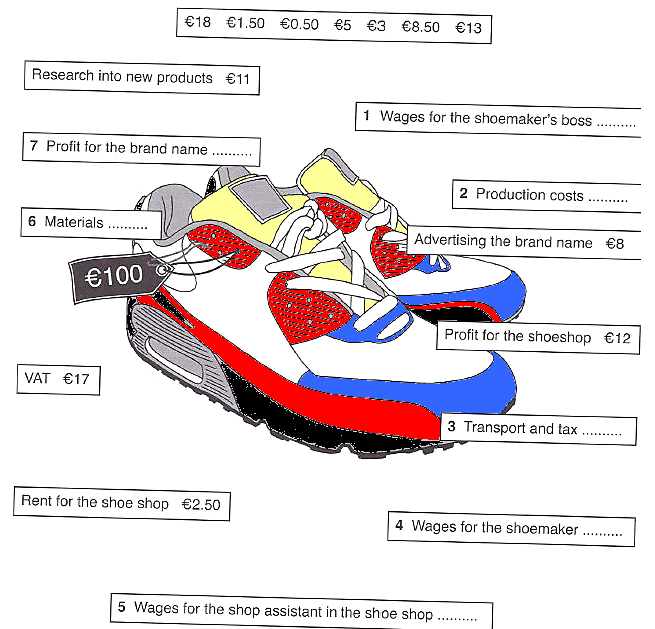 €18 €1.50 €0.50 €5 €3 €8.50 €13
Research into new products €11
1 Wages for the shoemaker's boss ..........
7 Profit for the brand name ..........
2 Production costs ..........
6 Materials ..........
Advertising the brand name €8
€100
Profit for the shoeshop €12
VAT €17
3 Transport and tax ..........
Rent for the shoe shop €2.50
4 Wages for the shoemaker ..........
5 Wages for the shop assistant in the shoe shop ..........